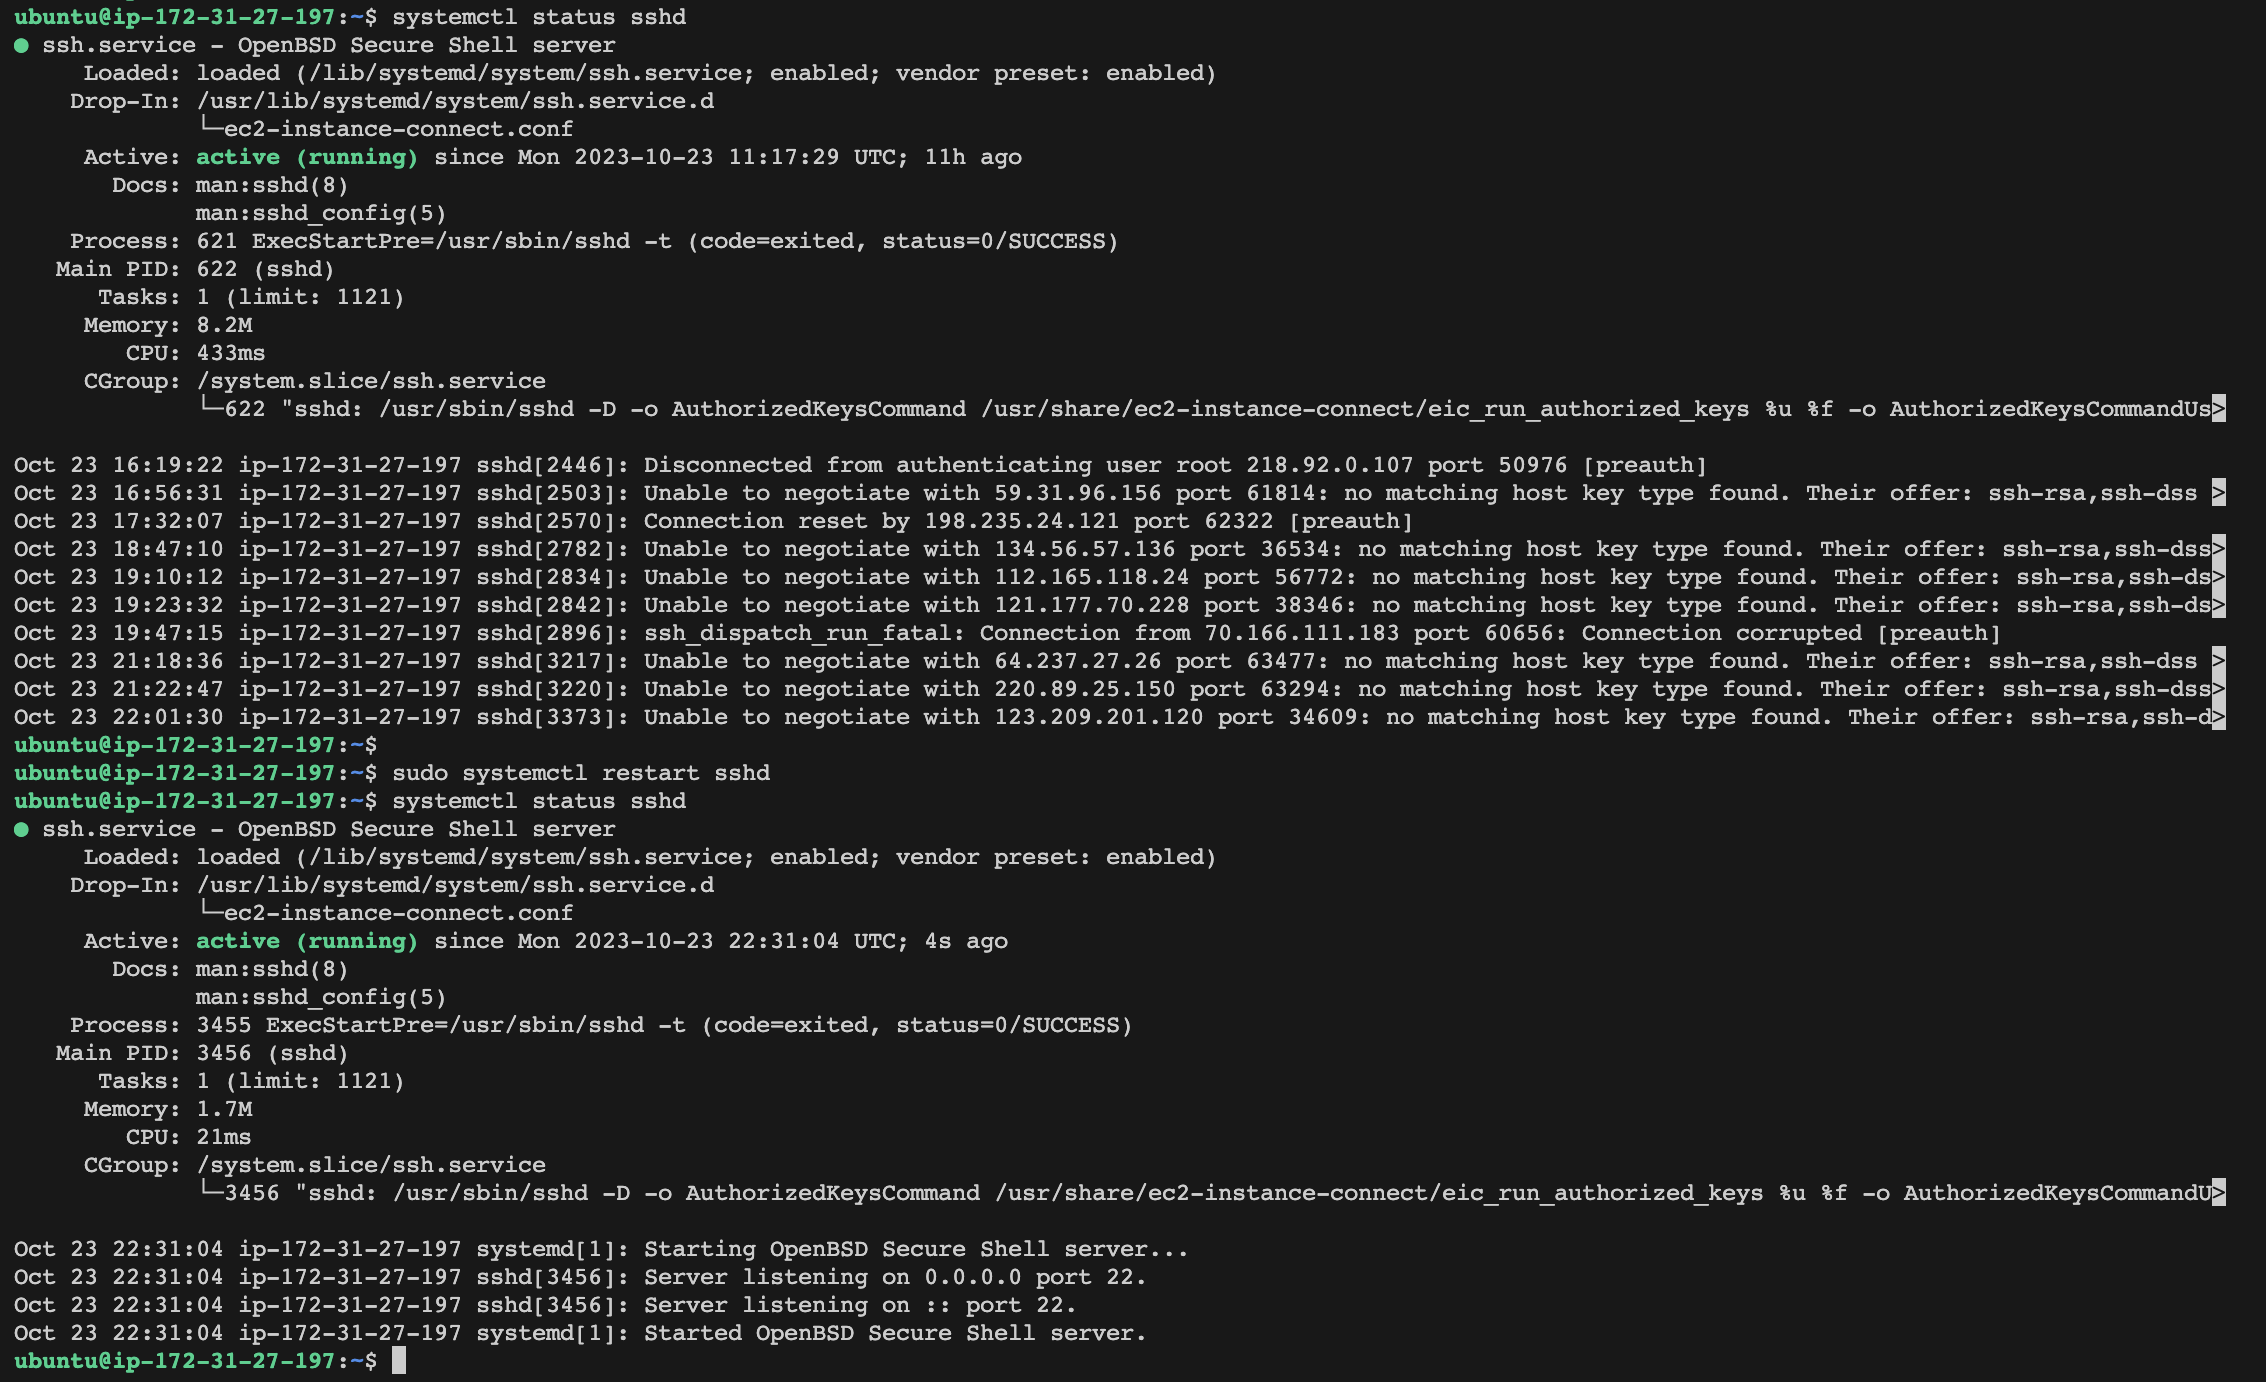 ubuntu@ip-172-31-27-197:~$ systemctl status sshd
● ssh.service - OpenBSD Secure Shell server
     Loaded: loaded (/lib/systemd/system/ssh.service; enabled; vendor preset: enabled)
    Drop-In: /usr/lib/systemd/system/ssh.service.d
             └─ec2-instance-connect.conf
     Active: active (running) since Mon 2023-10-23 11:17:29 UTC; 11h ago
       Docs: man:sshd(8)
             man:sshd_config(5)
    Process: 621 ExecStartPre=/usr/sbin/sshd -t (code=exited, status=0/SUCCESS)
   Main PID: 622 (sshd)
      Tasks: 1 (limit: 1121)
     Memory: 8.2M
        CPU: 433ms
     CGroup: /system.slice/ssh.service
             └─622 "sshd: /usr/sbin/sshd -D -o AuthorizedKeysCommand /usr/share/ec2-instance-connect/eic_run_authorized_keys %u %f -o AuthorizedKeysCommandUs>

Oct 23 16:19:22 ip-172-31-27-197 sshd[2446]: Disconnected from authenticating user root 218.92.0.107 port 50976 [preauth]
Oct 23 16:56:31 ip-172-31-27-197 sshd[2503]: Unable to negotiate with 59.31.96.156 port 61814: no matching host key type found. Their offer: ssh-rsa,ssh-dss >
Oct 23 17:32:07 ip-172-31-27-197 sshd[2570]: Connection reset by 198.235.24.121 port 62322 [preauth]
Oct 23 18:47:10 ip-172-31-27-197 sshd[2782]: Unable to negotiate with 134.56.57.136 port 36534: no matching host key type found. Their offer: ssh-rsa,ssh-dss>
Oct 23 19:10:12 ip-172-31-27-197 sshd[2834]: Unable to negotiate with 112.165.118.24 port 56772: no matching host key type found. Their offer: ssh-rsa,ssh-ds>
Oct 23 19:23:32 ip-172-31-27-197 sshd[2842]: Unable to negotiate with 121.177.70.228 port 38346: no matching host key type found. Their offer: ssh-rsa,ssh-ds>
Oct 23 19:47:15 ip-172-31-27-197 sshd[2896]: ssh_dispatch_run_fatal: Connection from 70.166.111.183 port 60656: Connection corrupted [preauth]
Oct 23 21:18:36 ip-172-31-27-197 sshd[3217]: Unable to negotiate with 64.237.27.26 port 63477: no matching host key type found. Their offer: ssh-rsa,ssh-dss >
Oct 23 21:22:47 ip-172-31-27-197 sshd[3220]: Unable to negotiate with 220.89.25.150 port 63294: no matching host key type found. Their offer: ssh-rsa,ssh-dss>
Oct 23 22:01:30 ip-172-31-27-197 sshd[3373]: Unable to negotiate with 123.209.201.120 port 34609: no matching host key type found. Their offer: ssh-rsa,ssh-d>
ubuntu@ip-172-31-27-197:~$
ubuntu@ip-172-31-27-197:~$ sudo systemctl restart sshd
ubuntu@ip-172-31-27-197:~$ systemctl status sshd
● ssh.service - OpenBSD Secure Shell server
     Loaded: loaded (/lib/systemd/system/ssh.service; enabled; vendor preset: enabled)
    Drop-In: /usr/lib/systemd/system/ssh.service.d
             └─ec2-instance-connect.conf
     Active: active (running) since Mon 2023-10-23 22:31:04 UTC; 4s ago
       Docs: man:sshd(8)
             man:sshd_config(5)
    Process: 3455 ExecStartPre=/usr/sbin/sshd -t (code=exited, status=0/SUCCESS)
   Main PID: 3456 (sshd)
      Tasks: 1 (limit: 1121)
     Memory: 1.7M
        CPU: 21ms
     CGroup: /system.slice/ssh.service
             └─3456 "sshd: /usr/sbin/sshd -D -o AuthorizedKeysCommand /usr/share/ec2-instance-connect/eic_run_authorized_keys %u %f -o AuthorizedKeysCommandU>

Oct 23 22:31:04 ip-172-31-27-197 systemd[1]: Starting OpenBSD Secure Shell server...
Oct 23 22:31:04 ip-172-31-27-197 sshd[3456]: Server listening on 0.0.0.0 port 22.
Oct 23 22:31:04 ip-172-31-27-197 sshd[3456]: Server listening on :: port 22.
Oct 23 22:31:04 ip-172-31-27-197 systemd[1]: Started OpenBSD Secure Shell server.
ubuntu@ip-172-31-27-197:~$